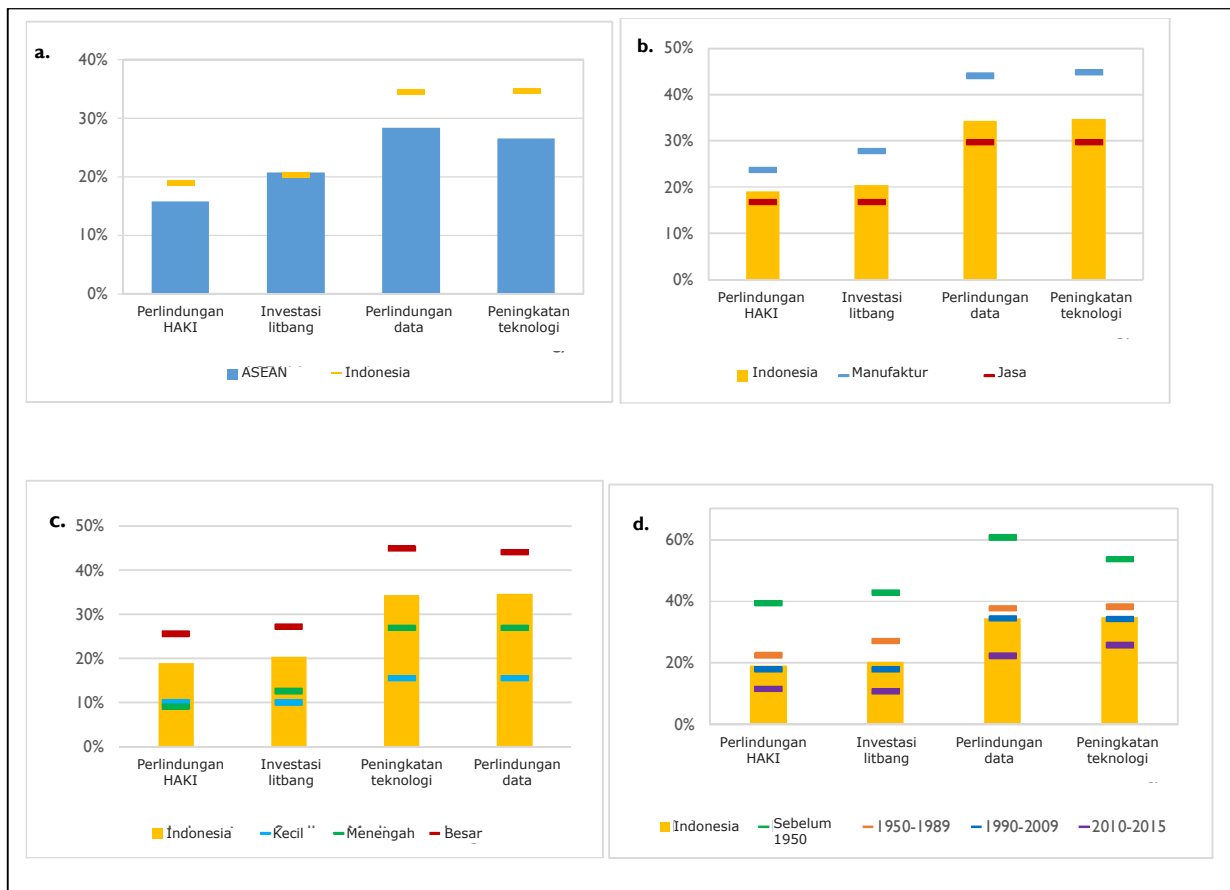 a.
40%
30%
20%
10%
0%
Perlindungan
HAKI
Investasi
litbang
Perlindungan
data
Peningkatan
teknologi
ASEAN
Indonesia
b.
50%
40%
30%
20%
10%
0%
Perlindungan
HAKI
Investasi
litbang
Perlindungan
data
Peningkatan
teknologi
Indonesia
Manufaktur
Jasa
c.
50%
40%
30%
20%
10%
0%
Perlindungan
HAKI
Investasi
litbang
Peningkatan
teknologi
Perlindungan
data
Indonesia
Kecil
Menengah
Besar
d.
60%
40%
20%
0%
Perlindungan
HAKI
Investasi
litbang
Perlindungan
data
Peningkatan
teknologi
Indonesia
Sebelum
1950
1950-1989
1990-2009
2010-2015